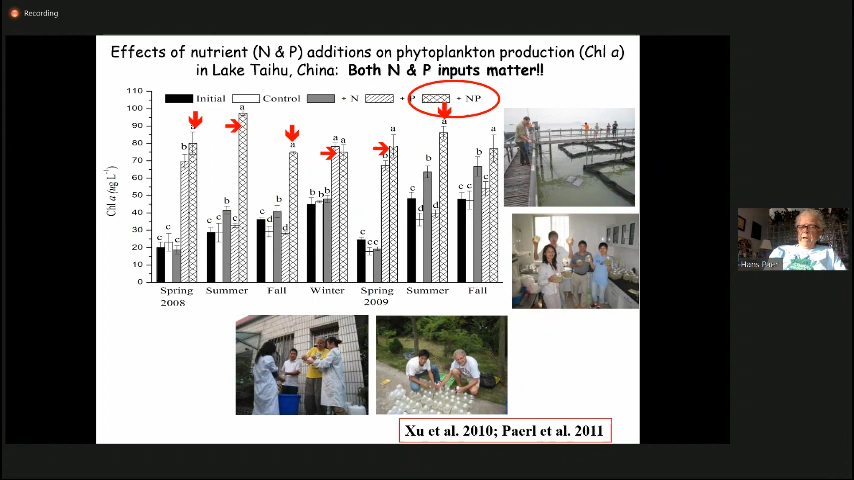 Recording
Effects of nutrient (N & P) additions on phytoplankton production (Chl a)
in Lake Taihu, China: Both N & P inputs matter!!
Initial Control + N + P + NP
Chl a (µg L⁻¹)
110
100
90
80
70
60
50
40
30
20
10
0
c c c b a
c c b c a
c d b d a
b b b a a
c c c b a
c d b d a
c c b c a
Spring Summer Fall Winter Spring Summer Fall
2008 2009
Xu et al. 2010; Paerl et al. 2011
Hans Paerl